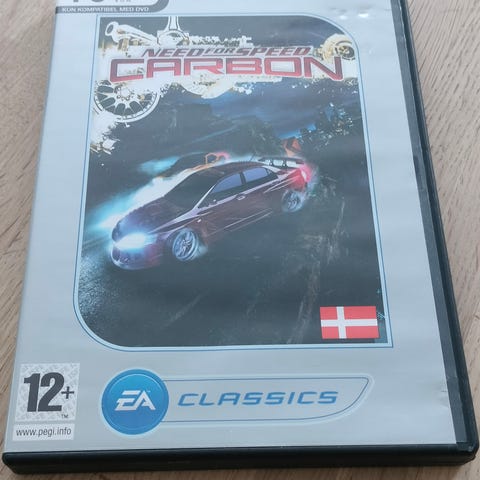 KUN KOMPATIBEL MED DVD
NEED FOR SPEED
CARBON
12+
www.pegi.info
EA
CLASSICS